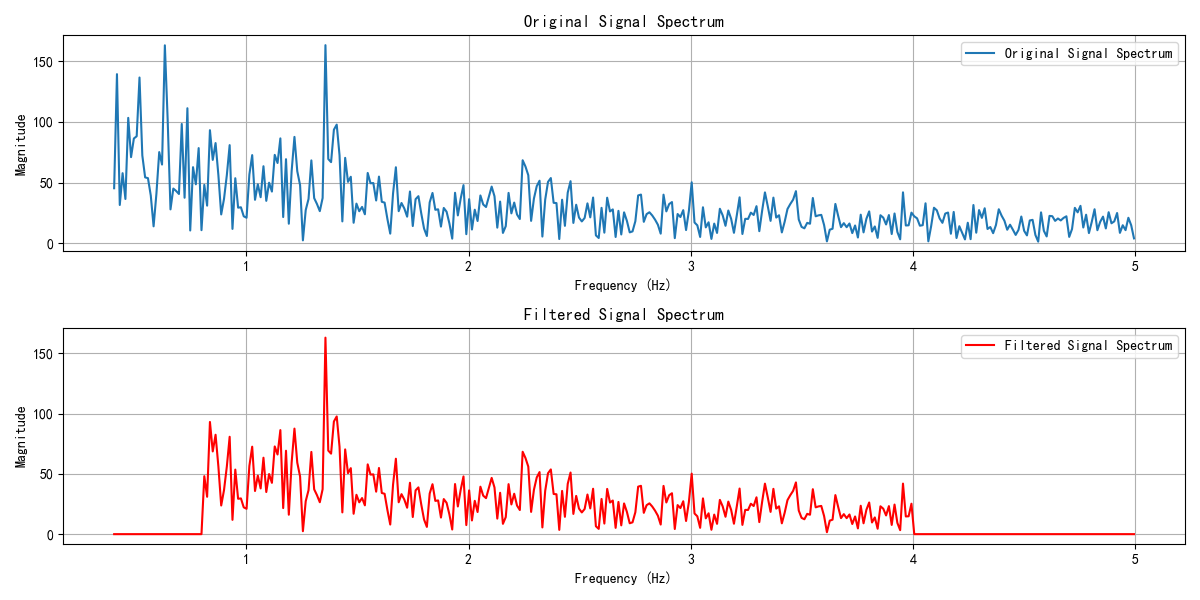 Original Signal Spectrum
Original Signal Spectrum
Magnitude
150
100
50
0
1
2
3
4
5
Frequency (Hz)
Filtered Signal Spectrum
Filtered Signal Spectrum
Magnitude
150
100
50
0
1
2
3
4
5
Frequency (Hz)